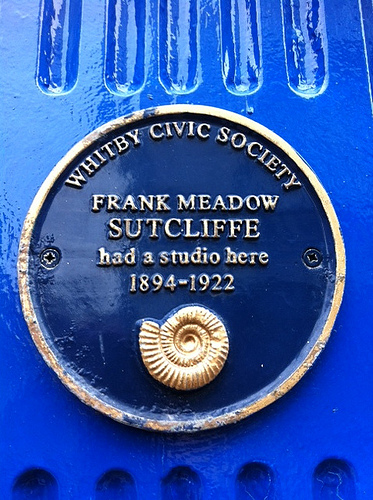 WHITBY CIVIC SOCIETY
FRANK MEADOW
SUTCLIFFE
had a studio here
1894-1922